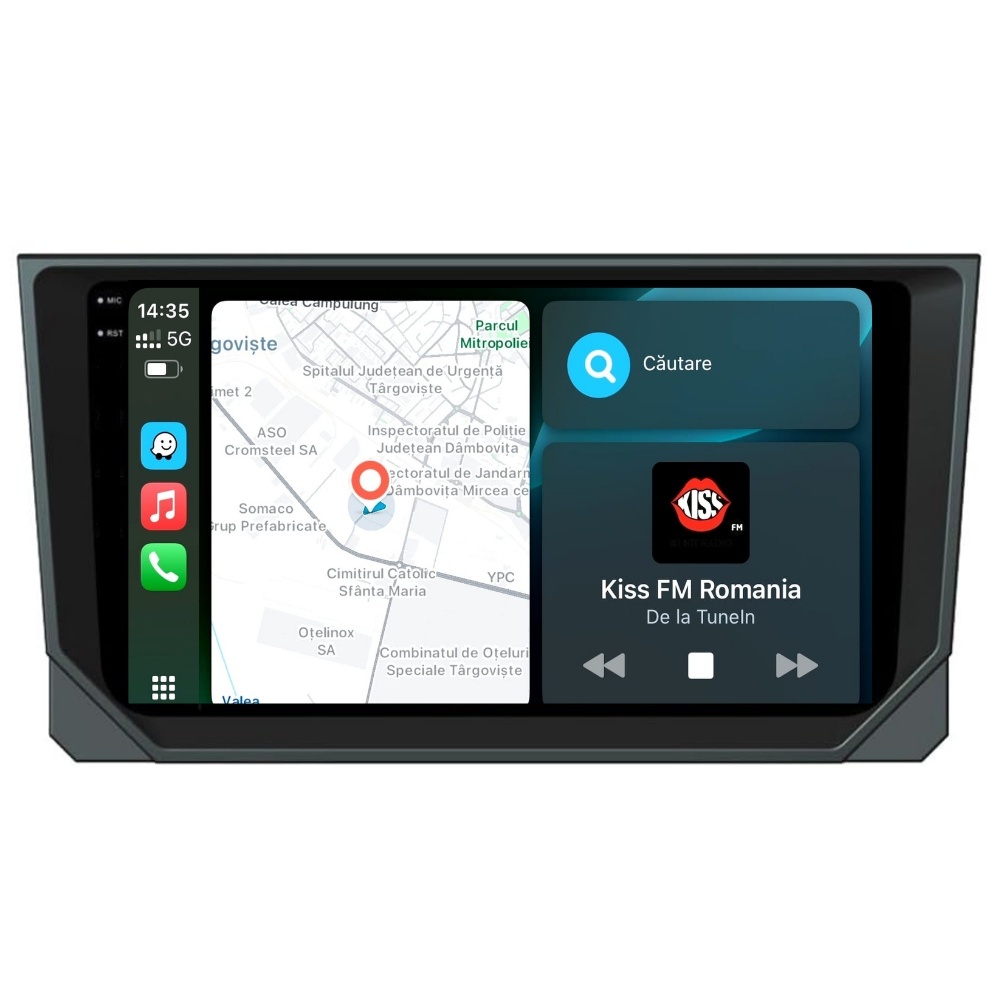 MIC
RST
14:35
5G
Calea Câmpulung
goviște
Parcul
Mitropolie
Spitalul Județean de Urgență
Târgoviște
imet 2
ASO
Cromsteel SA
Inspectoratul de Poliție
Județean Dâmbovița
ectoratul de Jandarm
Dâmbovița Mircea ce
Somaco
Grup Prefabricate
Cimitirul Catolic
Sfânta Maria
YPC
Oțelinox
SA
Combinatul de Oțeluri
Speciale Târgoviște
Valea
Căutare
KISS
FM
Kiss FM Romania
De la TuneIn